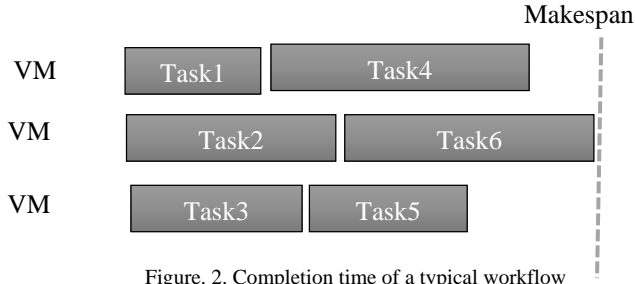 Makespan
VM Task1 Task4
VM Task2 Task6
VM Task3 Task5
Figure. 2. Completion time of a typical workflow